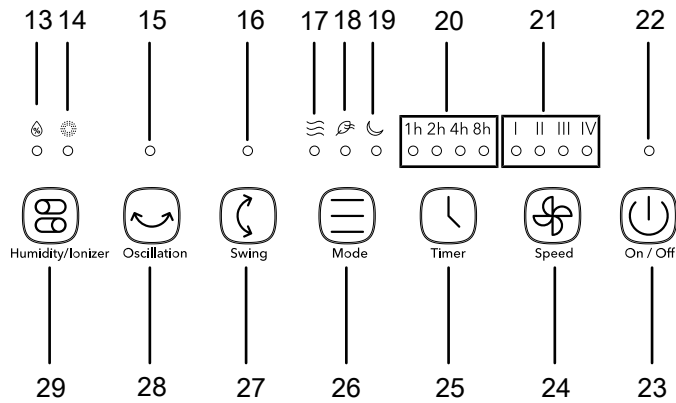 13 14 15 16 17 18 19 20 21 22
%
1h 2h 4h 8h I II III IV
Humidity/Ionizer Oscillation Swing Mode Timer Speed On / Off
29 28 27 26 25 24 23